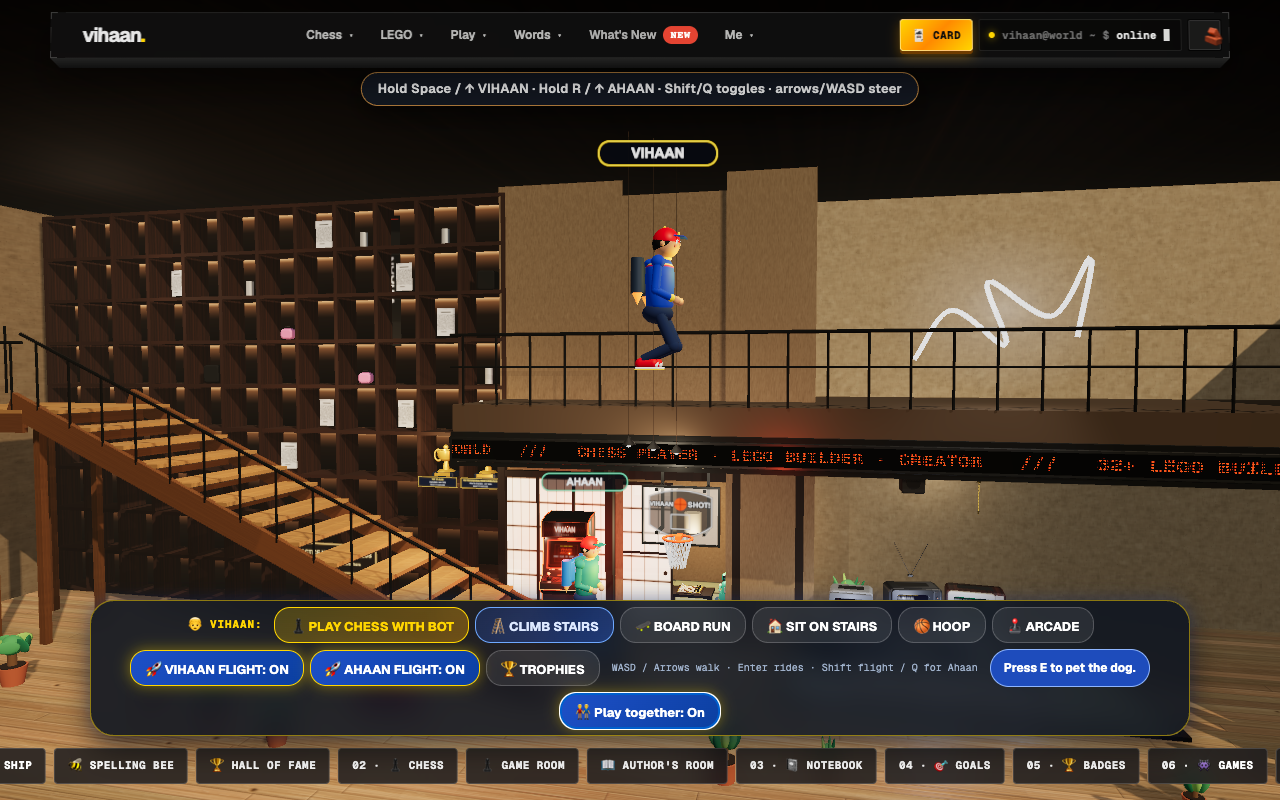 vihaan.
Chess
LEGO
Play
Words
What's New NEW
Me
CARD
vihaan@world ~ $ online
Hold Space / ↑ VIHAAN · Hold R / ↑ AHAAN · Shift/Q toggles · arrows/WASD steer
VIHAAN
WORLD /// CHESS PLAYER · LEGO BUILDER · CREATOR /// 32+ LEGO BUIL
AHAAN
VIHAAN
VIHAAN SHOT!
VIHAAN:
PLAY CHESS WITH BOT
CLIMB STAIRS
BOARD RUN
SIT ON STAIRS
HOOP
ARCADE
VIHAAN FLIGHT: ON
AHAAN FLIGHT: ON
TROPHIES
WASD / Arrows walk · Enter rides · Shift flight / Q for Ahaan
Press E to pet the dog.
Play together: On
SHIP
SPELLING BEE
HALL OF FAME
02 · CHESS
GAME ROOM
AUTHOR'S ROOM
03 · NOTEBOOK
04 · GOALS
05 · BADGES
06 · GAMES